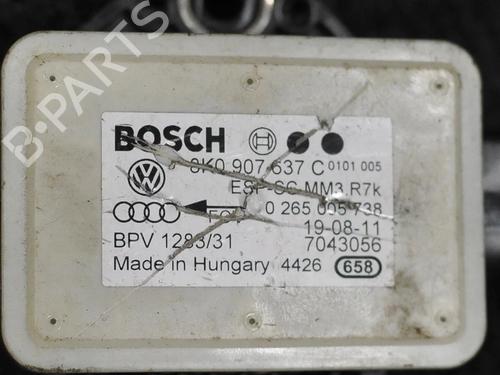 B-PARTS
BOSCH
8K0 907 637 C 0101 005
ESP-SC-MM3.R7k
0 265 005 738
19-08-11
BPV 1283/31 7043056
Made in Hungary 4426 658